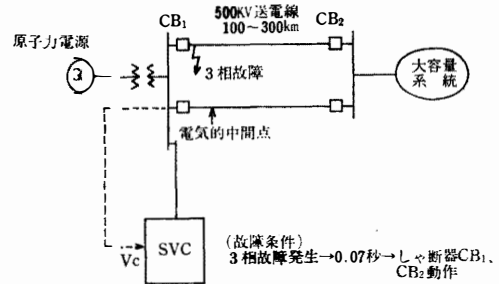 500KV送電線
100～300km
CB₁
CB₂
原子力電源
3
3相故障
大容量
系統
電気的中間点
Vc
SVC
(故障条件)
3相故障発生→0.07秒→しゃ断器CB₁、
CB₂動作